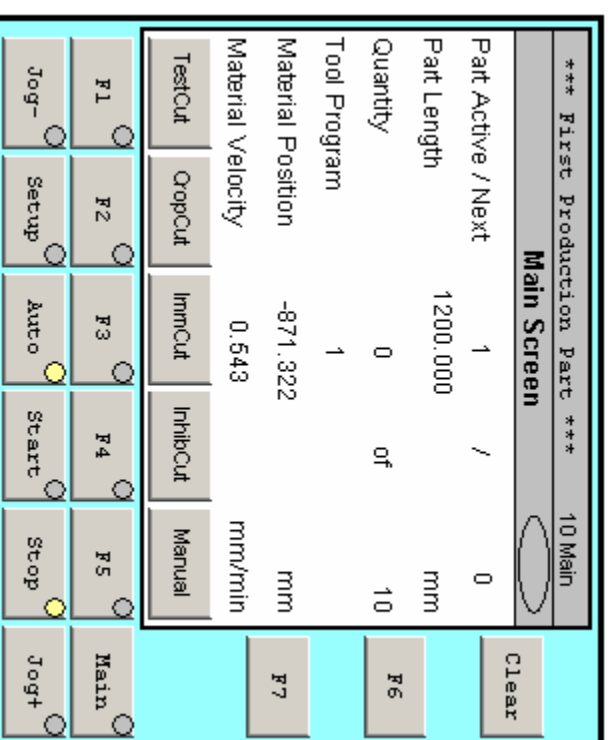 *** First Production Part *** 10 Main
Main Screen
Part Active / Next 1 / 0
Part Length 1200.000 mm
Quantity 0 of 10
Tool Program 1
Material Position -871.322 mm
Material Velocity 0.543 mm/min
TestCut CropCut ImmCut InhibCut Manual
Clear
F6
F7
F1 F2 F3 F4 F5 Main
Jog- Setup Auto Start Stop Jog+